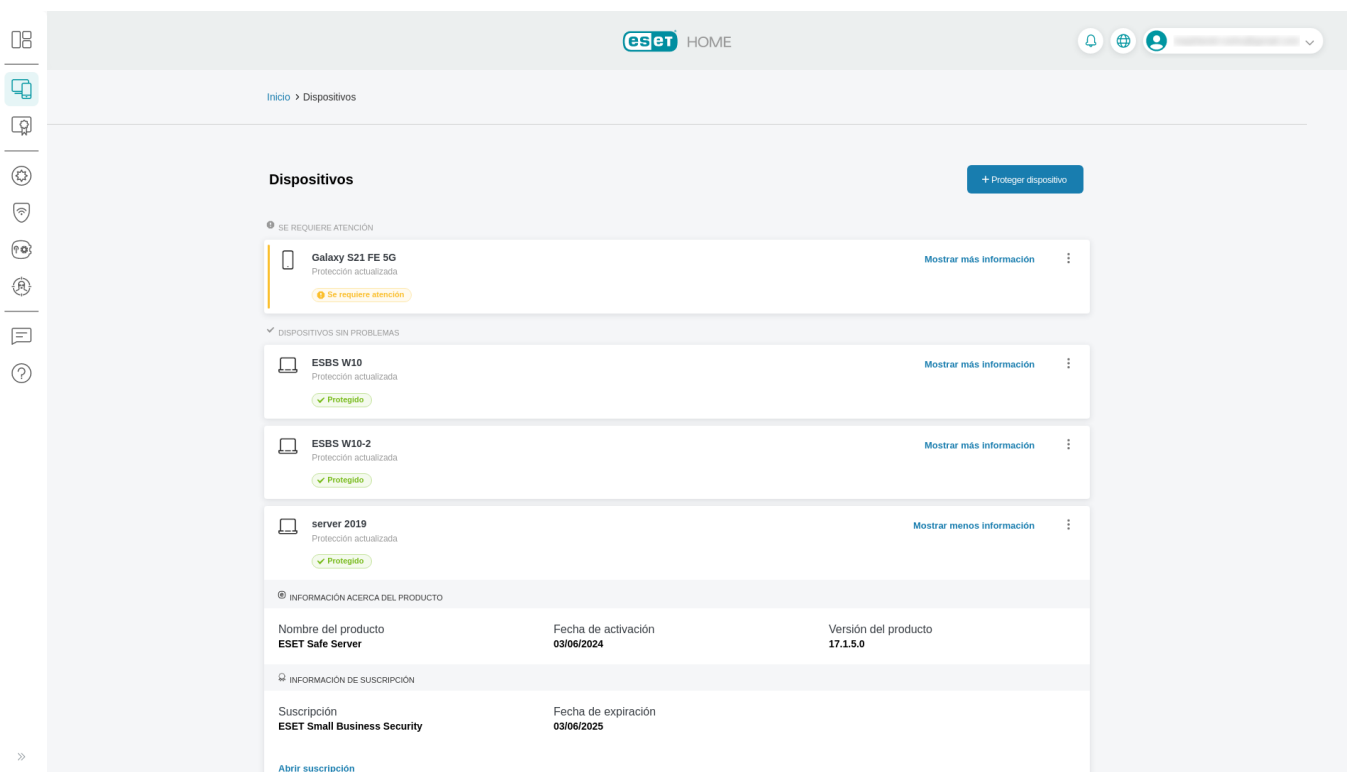 eset HOME
Inicio > Dispositivos
Dispositivos
+ Proteger dispositivo
SE REQUIERE ATENCIÓN
Galaxy S21 FE 5G
Mostrar más información
Protección actualizada
Se requiere atención
DISPOSITIVOS SIN PROBLEMAS
ESBS W10
Mostrar más información
Protección actualizada
Protegido
ESBS W10-2
Mostrar más información
Protección actualizada
Protegido
server 2019
Mostrar menos información
Protección actualizada
Protegido
INFORMACIÓN ACERCA DEL PRODUCTO
Nombre del producto Fecha de activación Versión del producto
ESET Safe Server 03/06/2024 17.1.5.0
INFORMACIÓN DE SUSCRIPCIÓN
Suscripción Fecha de expiración
ESET Small Business Security 03/06/2025
Abrir suscripción